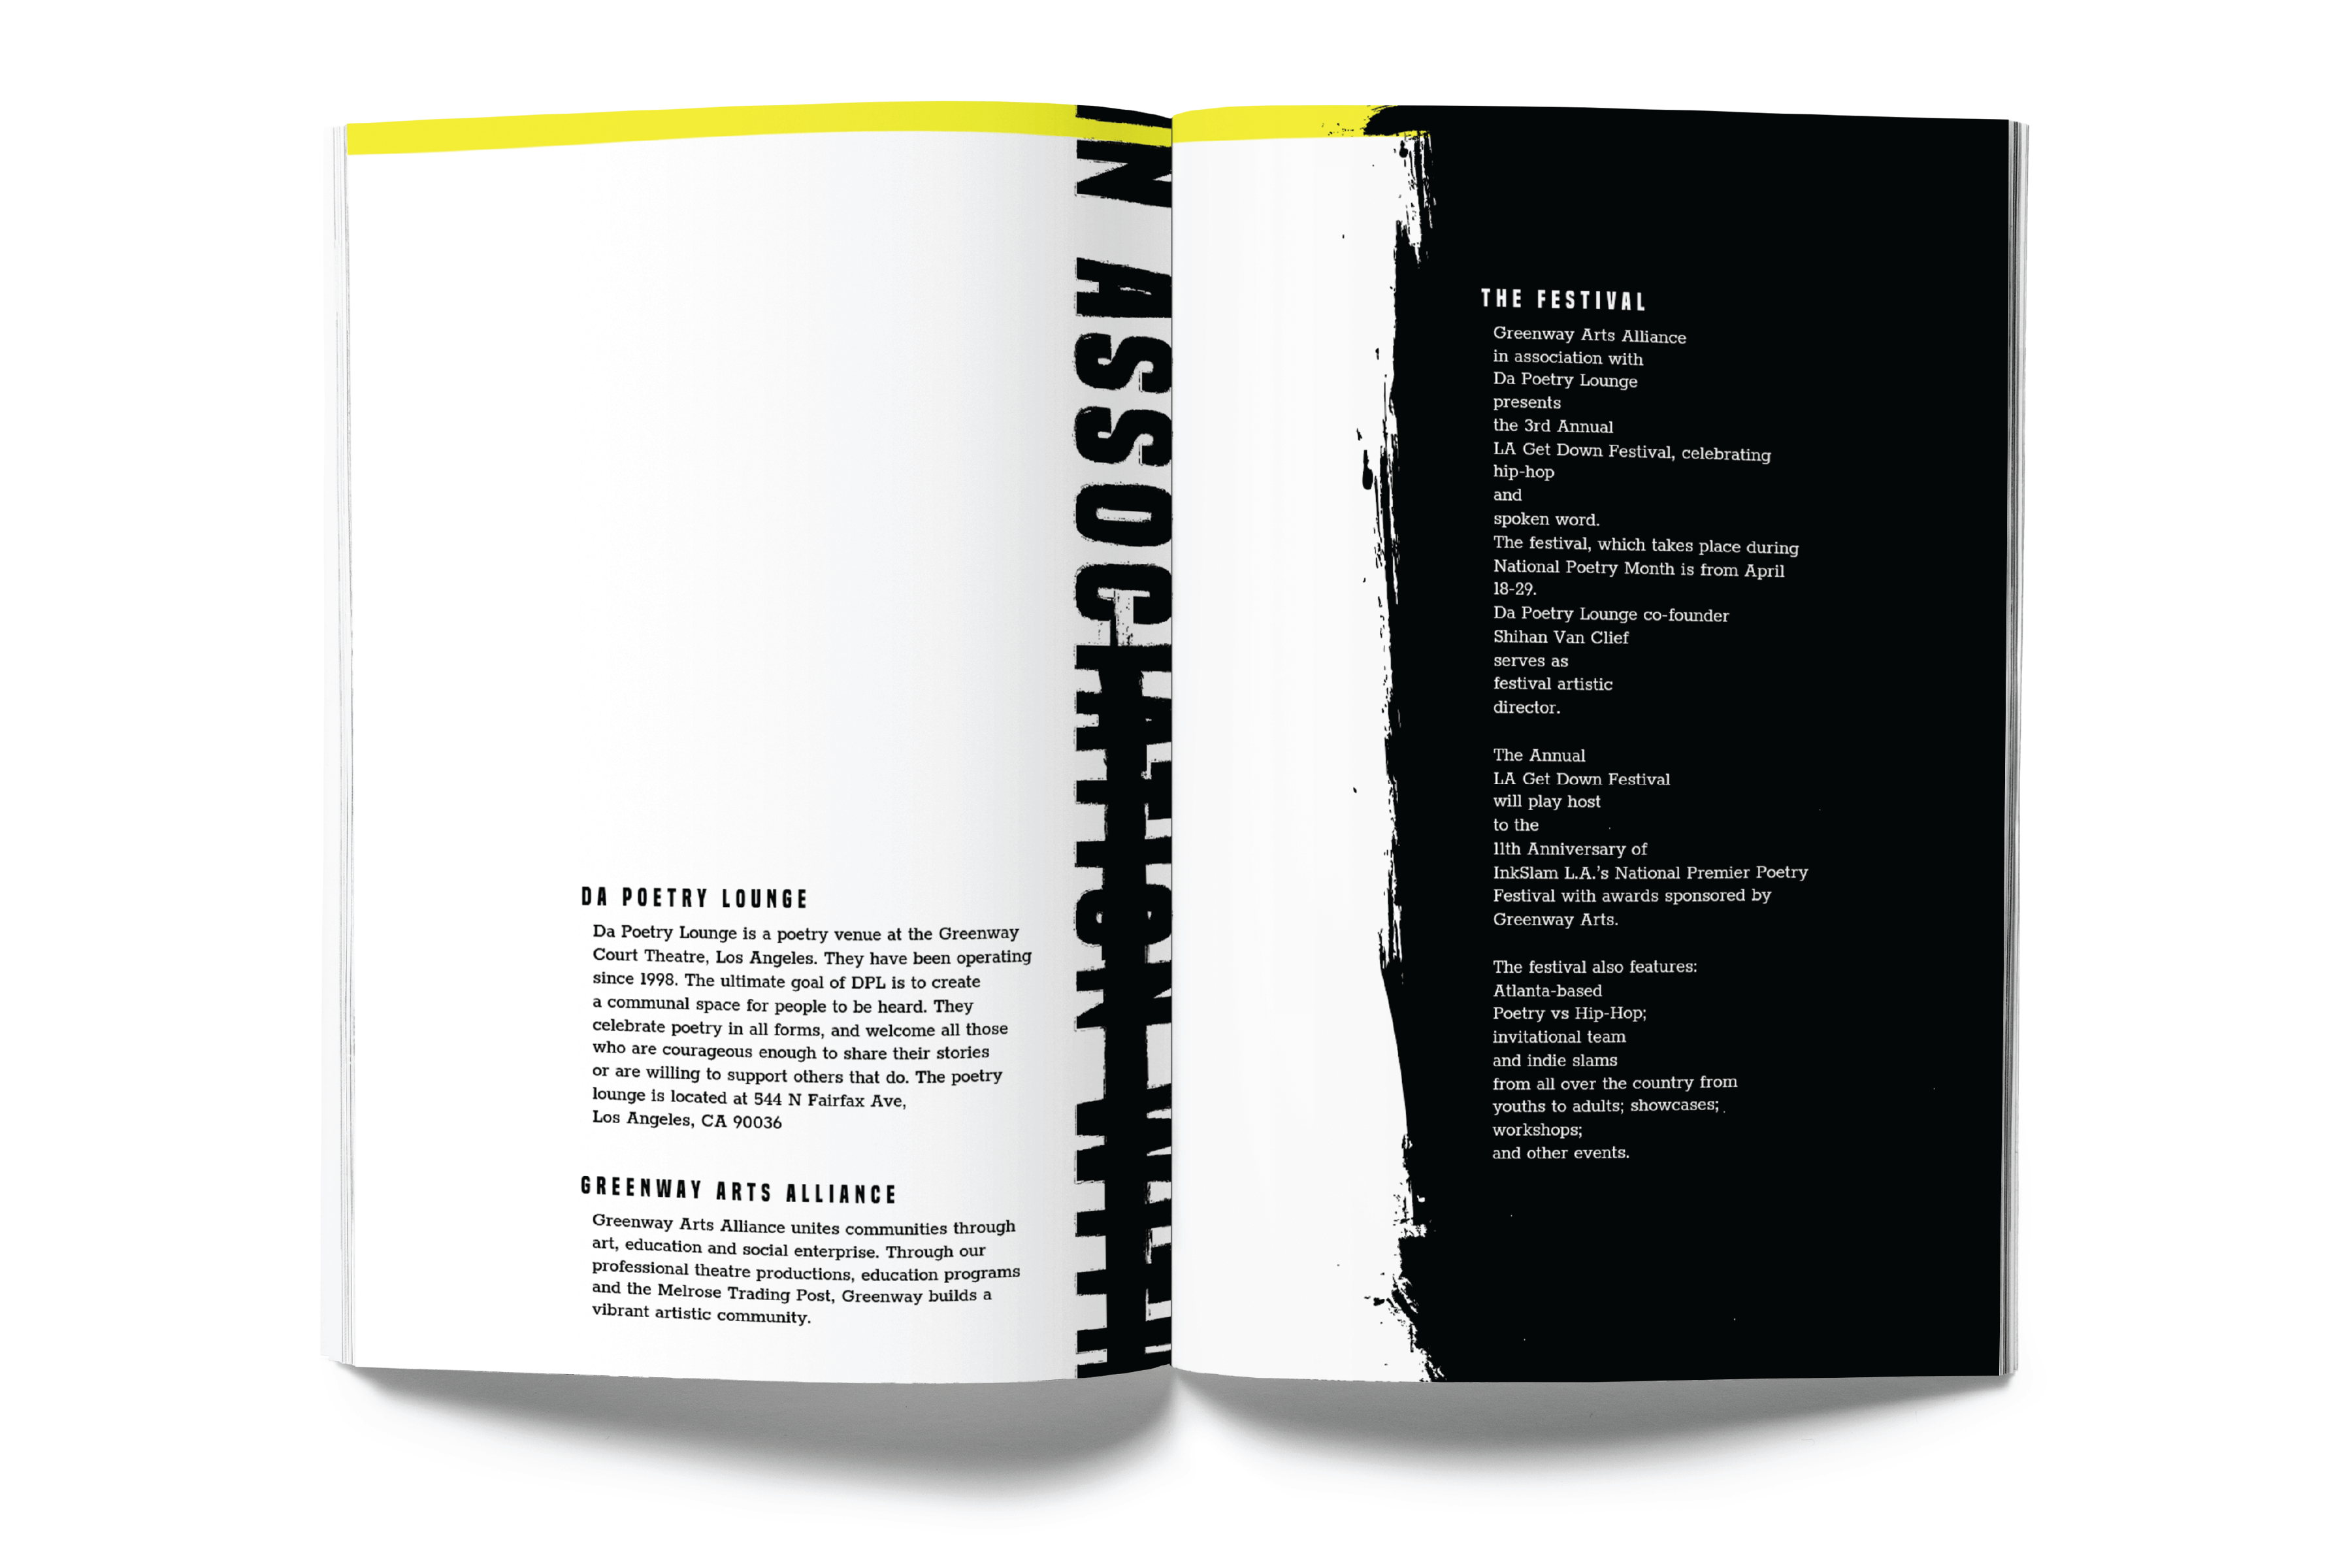 IN ASSOCIATION WITH
DA POETRY LOUNGE
Da Poetry Lounge is a poetry venue at the Greenway
Court Theatre, Los Angeles. They have been operating
since 1998. The ultimate goal of DPL is to create
a communal space for people to be heard. They
celebrate poetry in all forms, and welcome all those
who are courageous enough to share their stories
or are willing to support others that do. The poetry
lounge is located at 544 N Fairfax Ave,
Los Angeles, CA 90036
GREENWAY ARTS ALLIANCE
Greenway Arts Alliance unites communities through
art, education and social enterprise. Through our
professional theatre productions, education programs
and the Melrose Trading Post, Greenway builds a
vibrant artistic community.
THE FESTIVAL
Greenway Arts Alliance
in association with
Da Poetry Lounge
presents
the 3rd Annual
LA Get Down Festival, celebrating
hip-hop
and
spoken word.
The festival, which takes place during
National Poetry Month is from April
18-29.
Da Poetry Lounge co-founder
Shihan Van Clief
serves as
festival artistic
director.
The Annual
LA Get Down Festival
will play host
to the
11th Anniversary of
InkSlam L.A.'s National Premier Poetry
Festival with awards sponsored by
Greenway Arts.
The festival also features:
Atlanta-based
Poetry vs Hip-Hop;
invitational team
and indie slams
from all over the country from
youths to adults; showcases;
workshops;
and other events.